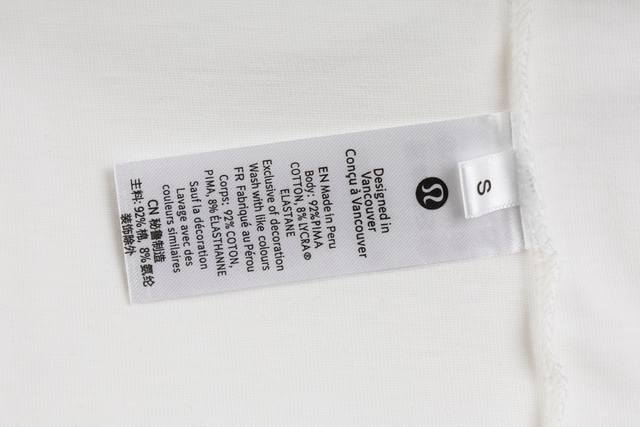 S
Designed in
Vancouver
Conçu à Vancouver
EN Made in Peru
Body: 92% PIMA
COTTON, 8% LYCRA®
ELASTANE
Exclusive of decoration
Wash with like colours
FR Fabriqué au Pérou
Corps: 92% COTON,
PIMA, 8% ÉLASTHANNE
Sauf la décoration
Lavage avec des
couleurs similaires
CN 秘鲁制造
主料: 92% 棉, 8% 氨纶
装饰除外